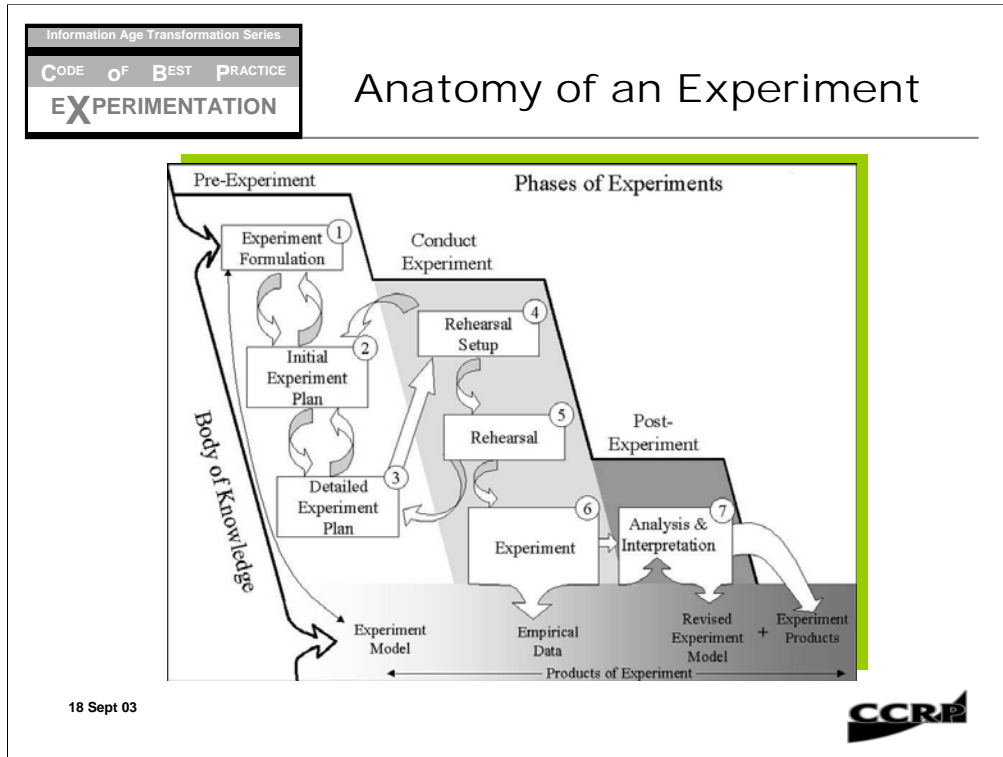 Information Age Transformation Series
CODE OF BEST PRACTICE
EXPERIMENTATION
Anatomy of an Experiment
Pre-Experiment
Phases of Experiments
1
Experiment
Formulation
Conduct
Experiment
4
Rehearsal
Setup
2
Initial
Experiment
Plan
5
Rehearsal
Post-
Experiment
Body of Knowledge
3
Detailed
Experiment
Plan
6
Experiment
7
Analysis &
Interpretation
Experiment
Model
Empirical
Data
Revised
Experiment
Model
+
Experiment
Products
Products of Experiment
18 Sept 03
CCRP